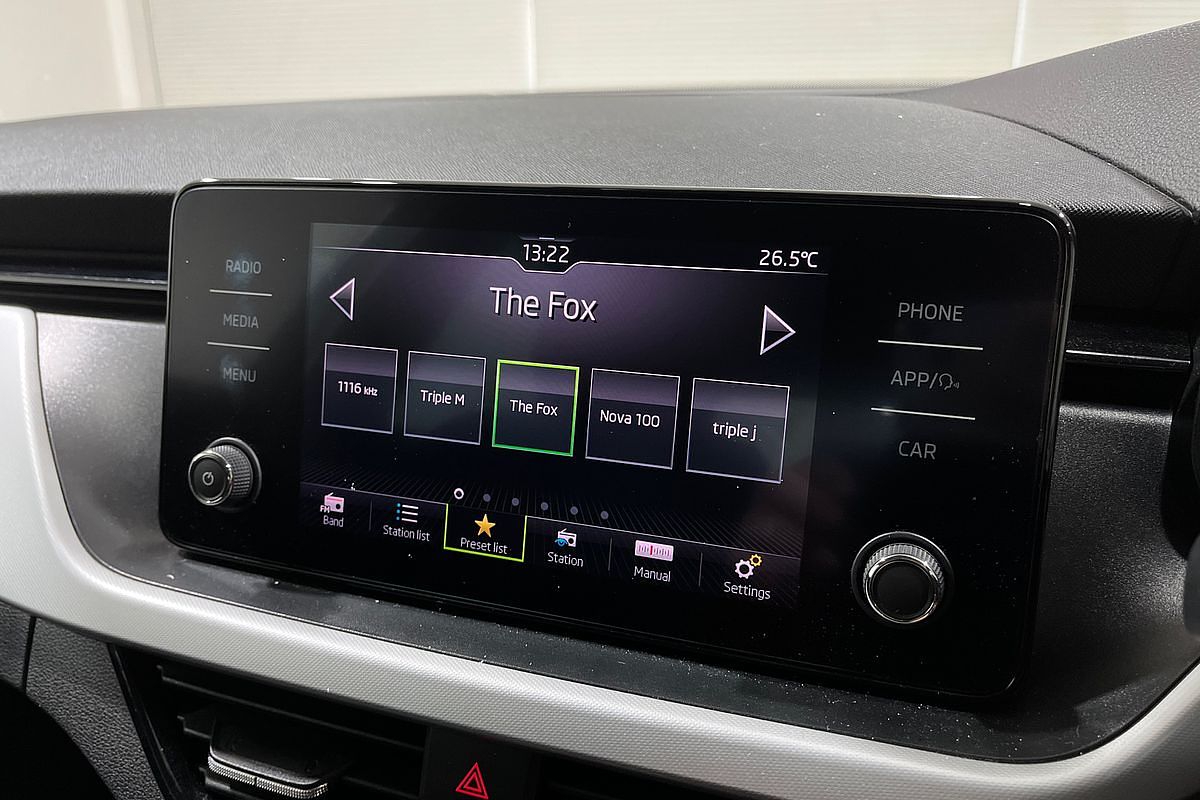 13:22
26.5°C
RADIO
MEDIA
MENU
The Fox
1116 kHz
Triple M
The Fox
Nova 100
triple j
FM
Band
Station list
Preset list
Station
Manual
Settings
PHONE
APP/
CAR